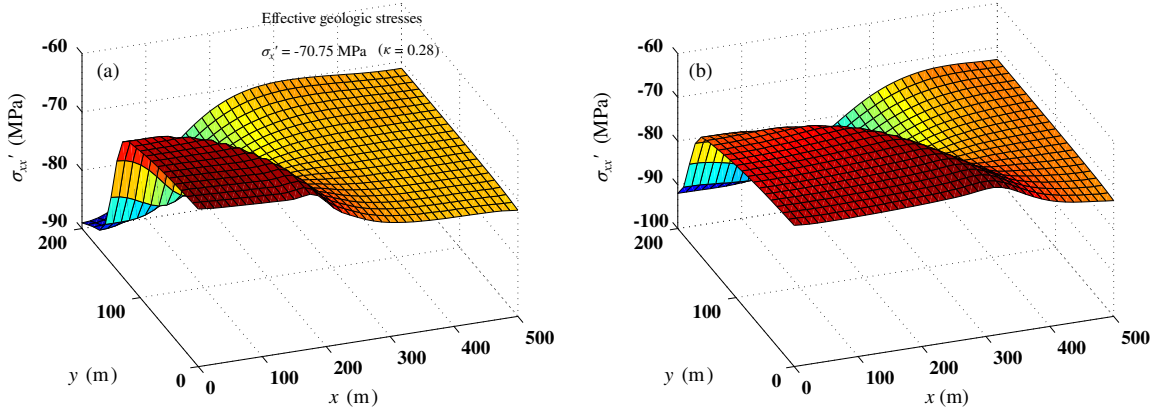 Effective geologic stresses
σx′ = -70.75 MPa (κ = 0.28)
(a)
σxx′ (MPa)
-60
-70
-80
-90
200
100
0
y (m)
0
100
200
300
400
500
x (m)
(b)
σxx′ (MPa)
-60
-70
-80
-90
-100
200
100
0
y (m)
0
100
200
300
400
500
x (m)